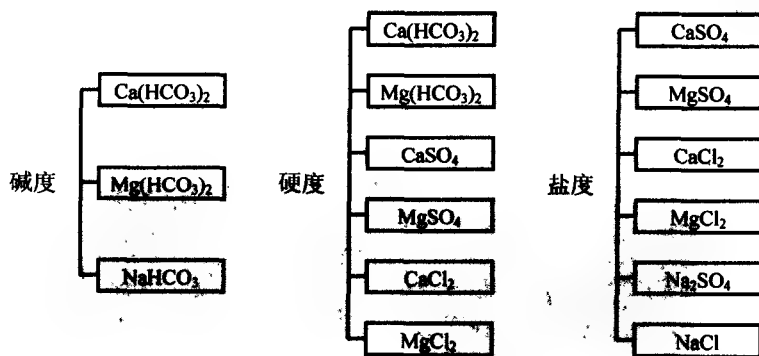 碱度
Ca(HCO₃)₂
Mg(HCO₃)₂
NaHCO₃
硬度
Ca(HCO₃)₂
Mg(HCO₃)₂
CaSO₄
MgSO₄
CaCl₂
MgCl₂
盐度
CaSO₄
MgSO₄
CaCl₂
MgCl₂
Na₂SO₄
NaCl